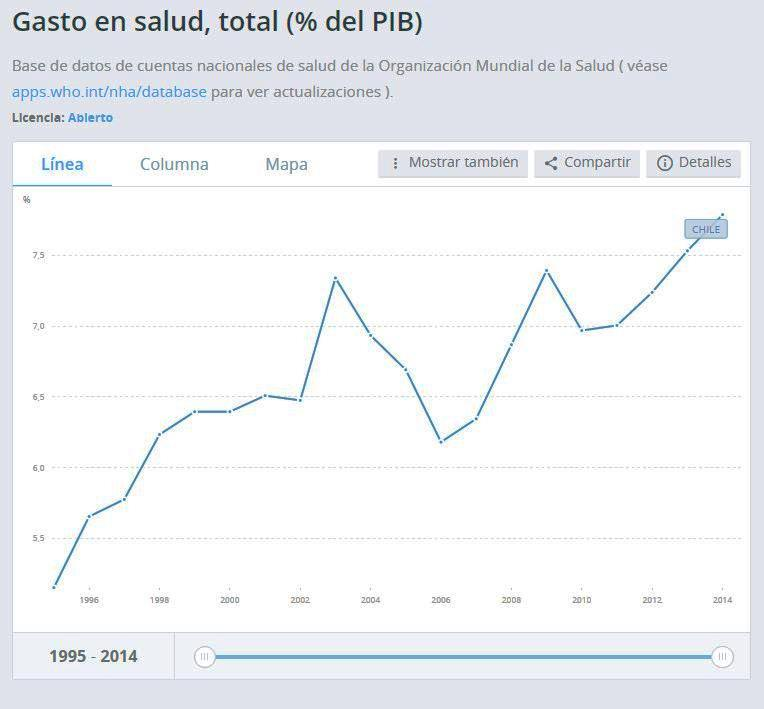 Gasto en salud, total (% del PIB)
Base de datos de cuentas nacionales de salud de la Organización Mundial de la Salud ( véase
apps.who.int/nha/database para ver actualizaciones ).
Licencia: Abierto
Línea Columna Mapa Mostrar también Compartir Detalles
%
CHILE
7,5
7,0
6,5
6,0
5,5
1996 1998 2000 2002 2004 2006 2008 2010 2012 2014
1995 - 2014